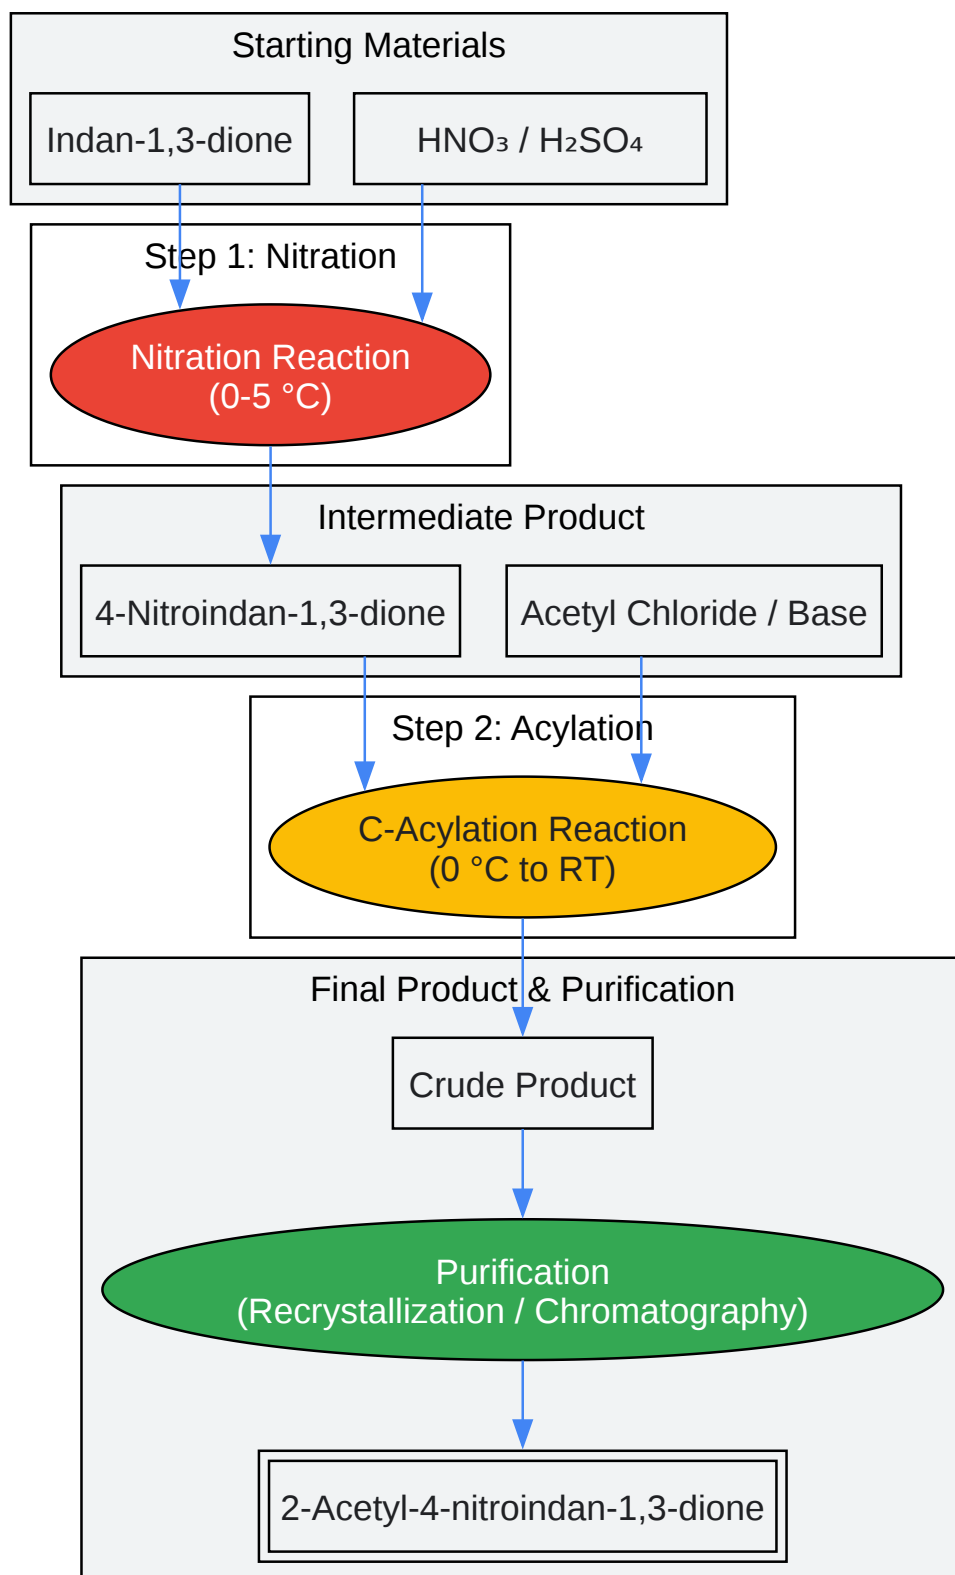 Starting Materials
Indan-1,3-dione
HNO₃ / H₂SO₄
Step 1: Nitration
Nitration Reaction
(0-5 °C)
Intermediate Product
4-Nitroindan-1,3-dione
Acetyl Chloride / Base
Step 2: Acylation
C-Acylation Reaction
(0 °C to RT)
Final Product & Purification
Crude Product
Purification
(Recrystallization / Chromatography)
2-Acetyl-4-nitroindan-1,3-dione